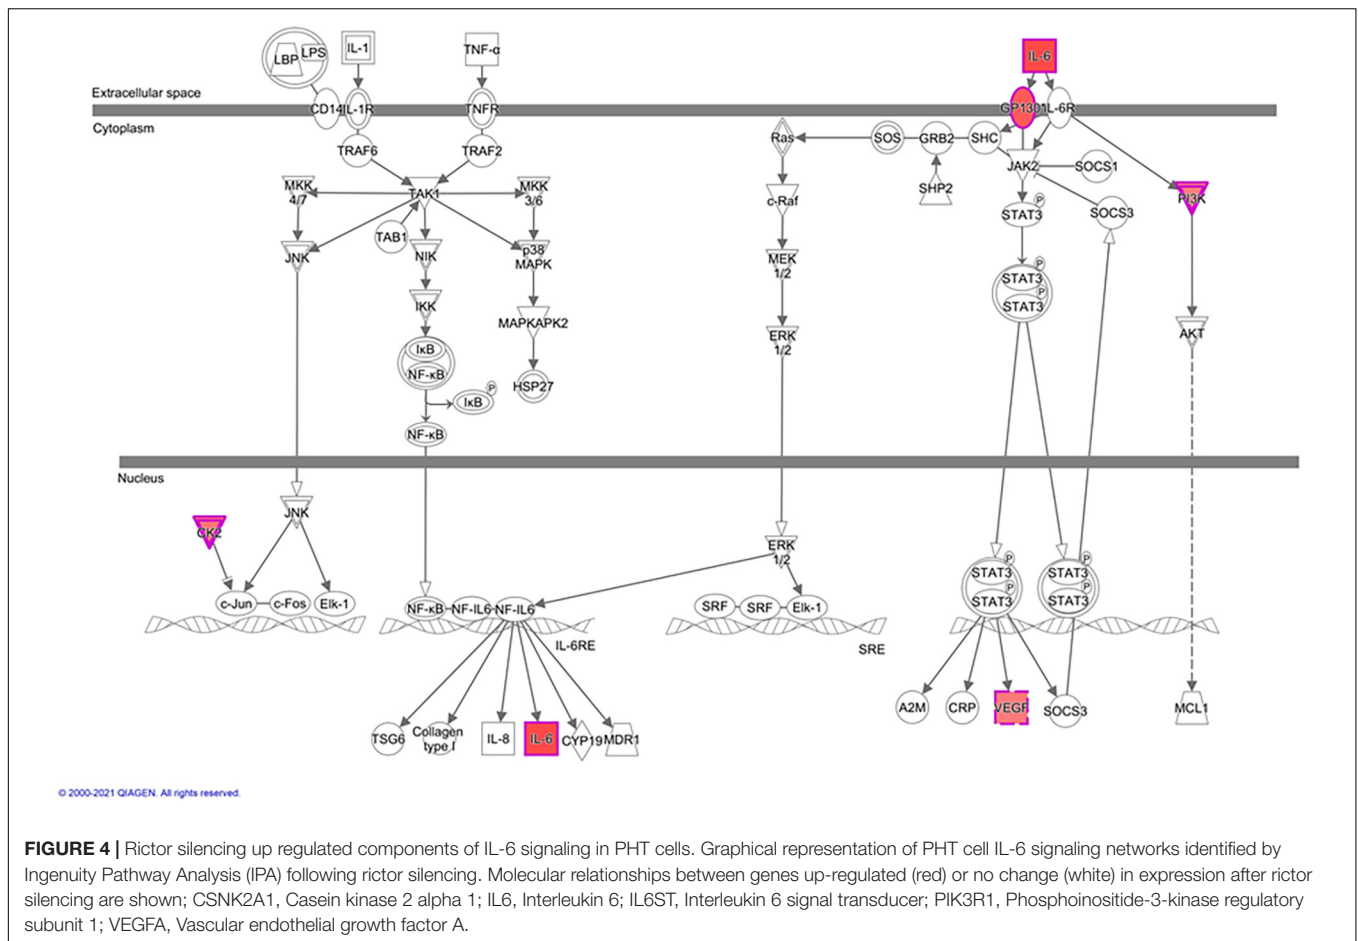 LBP
LPS
IL-1
TNF-α
IL-6
Extracellular space
CD14
IL-1R
TNFR
GP130
IL-6R
Cytoplasm
TRAF6
TRAF2
Ras
SOS
GRB2
SHC
JAK2
SOCS1
MKK
4/7
TAK1
MKK
3/6
c-Raf
SHP2
STAT3
P
SOCS3
PI3K
TAB1
JNK
NIK
p38
MAPK
MEK
1/2
STAT3
P
STAT3
P
IKK
MAPKAPK2
ERK
1/2
AKT
IκB
NF-κB
HSP27
IκB
P
NF-κB
Nucleus
CK2
JNK
ERK
1/2
STAT3
P
STAT3
P
STAT3
P
STAT3
P
c-Jun
c-Fos
Elk-1
NF-κB
NF-IL6
NF-IL6
SRF
SRF
Elk-1
IL-6RE
SRE
TSG6
Collagen
type I
IL-8
IL-6
CYP19
MDR1
A2M
CRP
VEGF
SOCS3
MCL1
© 2000-2021 QIAGEN. All rights reserved.
FIGURE 4 | Rictor silencing up regulated components of IL-6 signaling in PHT cells. Graphical representation of PHT cell IL-6 signaling networks identified by
Ingenuity Pathway Analysis (IPA) following rictor silencing. Molecular relationships between genes up-regulated (red) or no change (white) in expression after rictor
silencing are shown; CSNK2A1, Casein kinase 2 alpha 1; IL6, Interleukin 6; IL6ST, Interleukin 6 signal transducer; PIK3R1, Phosphoinositide-3-kinase regulatory
subunit 1; VEGFA, Vascular endothelial growth factor A.